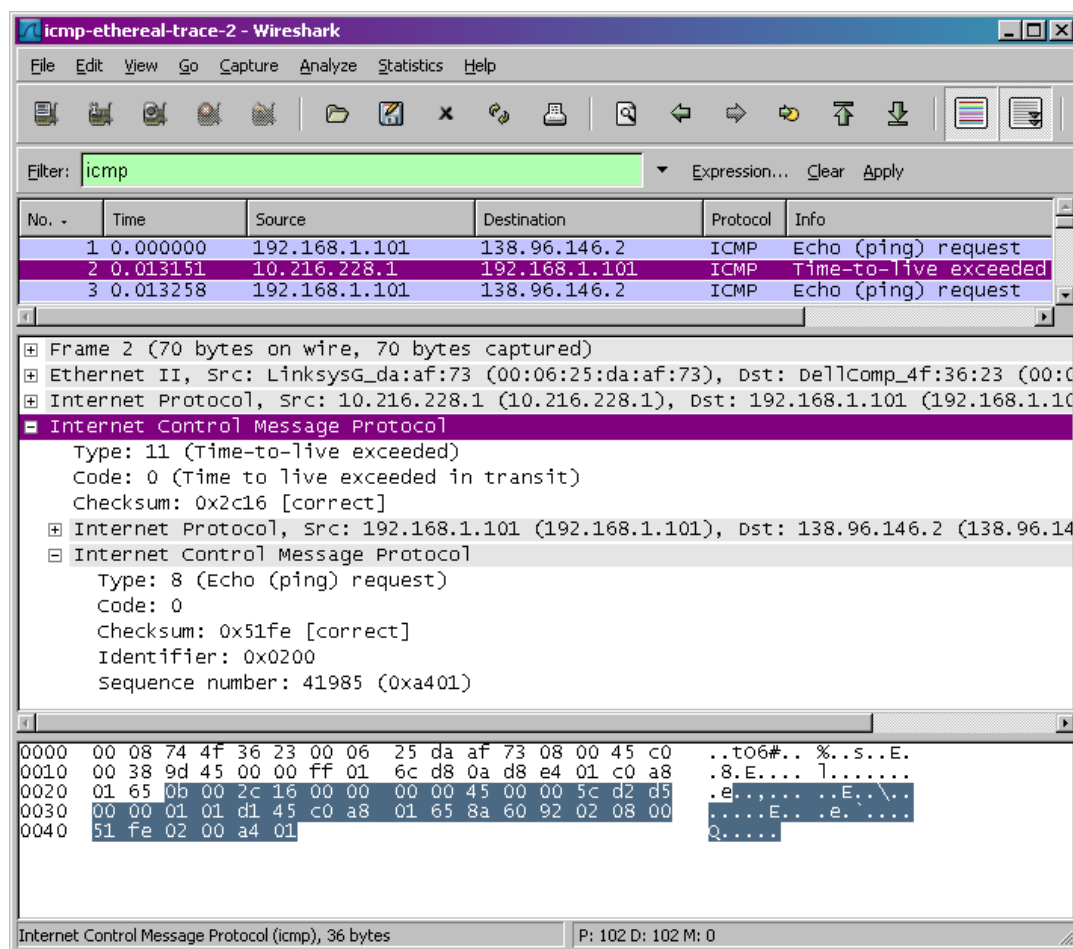 icmp-ethereal-trace-2 - Wireshark
File Edit View Go Capture Analyze Statistics Help
Filter: icmp Expression... Clear Apply
No. - Time Source Destination Protocol Info
1 0.000000 192.168.1.101 138.96.146.2 ICMP Echo (ping) request
2 0.013151 10.216.228.1 192.168.1.101 ICMP Time-to-live exceeded
3 0.013258 192.168.1.101 138.96.146.2 ICMP Echo (ping) request
Frame 2 (70 bytes on wire, 70 bytes captured)
Ethernet II, Src: LinksysG_da:af:73 (00:06:25:da:af:73), Dst: DellComp_4f:36:23 (00:0
Internet Protocol, Src: 10.216.228.1 (10.216.228.1), Dst: 192.168.1.101 (192.168.1.10
Internet Control Message Protocol
Type: 11 (Time-to-live exceeded)
Code: 0 (Time to live exceeded in transit)
Checksum: 0x2c16 [correct]
Internet Protocol, Src: 192.168.1.101 (192.168.1.101), Dst: 138.96.146.2 (138.96.14
Internet Control Message Protocol
Type: 8 (Echo (ping) request)
Code: 0
Checksum: 0x51fe [correct]
Identifier: 0x0200
Sequence number: 41985 (0xa401)
0000 00 08 74 4f 36 23 00 06 25 da af 73 08 00 45 c0 ..tO6#.. %..s..E.
0010 00 38 9d 45 00 00 ff 01 6c d8 0a d8 e4 01 c0 a8 .8.E.... l.......
0020 01 65 0b 00 2c 16 00 00 00 00 45 00 00 5c d2 d5 .e..,... ..E..\..
0030 00 00 01 01 d1 45 c0 a8 01 65 8a 60 92 02 08 00 .....E.. .e.`....
0040 51 fe 02 00 a4 01 Q.....
Internet Control Message Protocol (icmp), 36 bytes P: 102 D: 102 M: 0